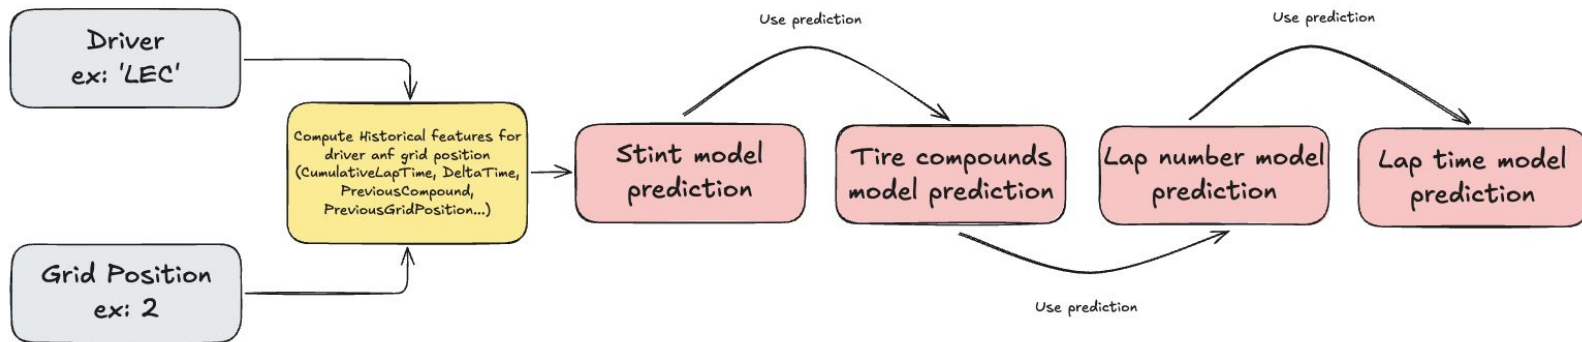 Driver
ex: 'LEC'
Grid Position
ex: 2
Compute Historical features for
driver anf grid position
(CumulativeLapTime, DeltaTime,
PreviousCompound,
PreviousGridPosition...)
Stint model
prediction
Use prediction
Tire compounds
model prediction
Use prediction
Lap number model
prediction
Use prediction
Lap time model
prediction